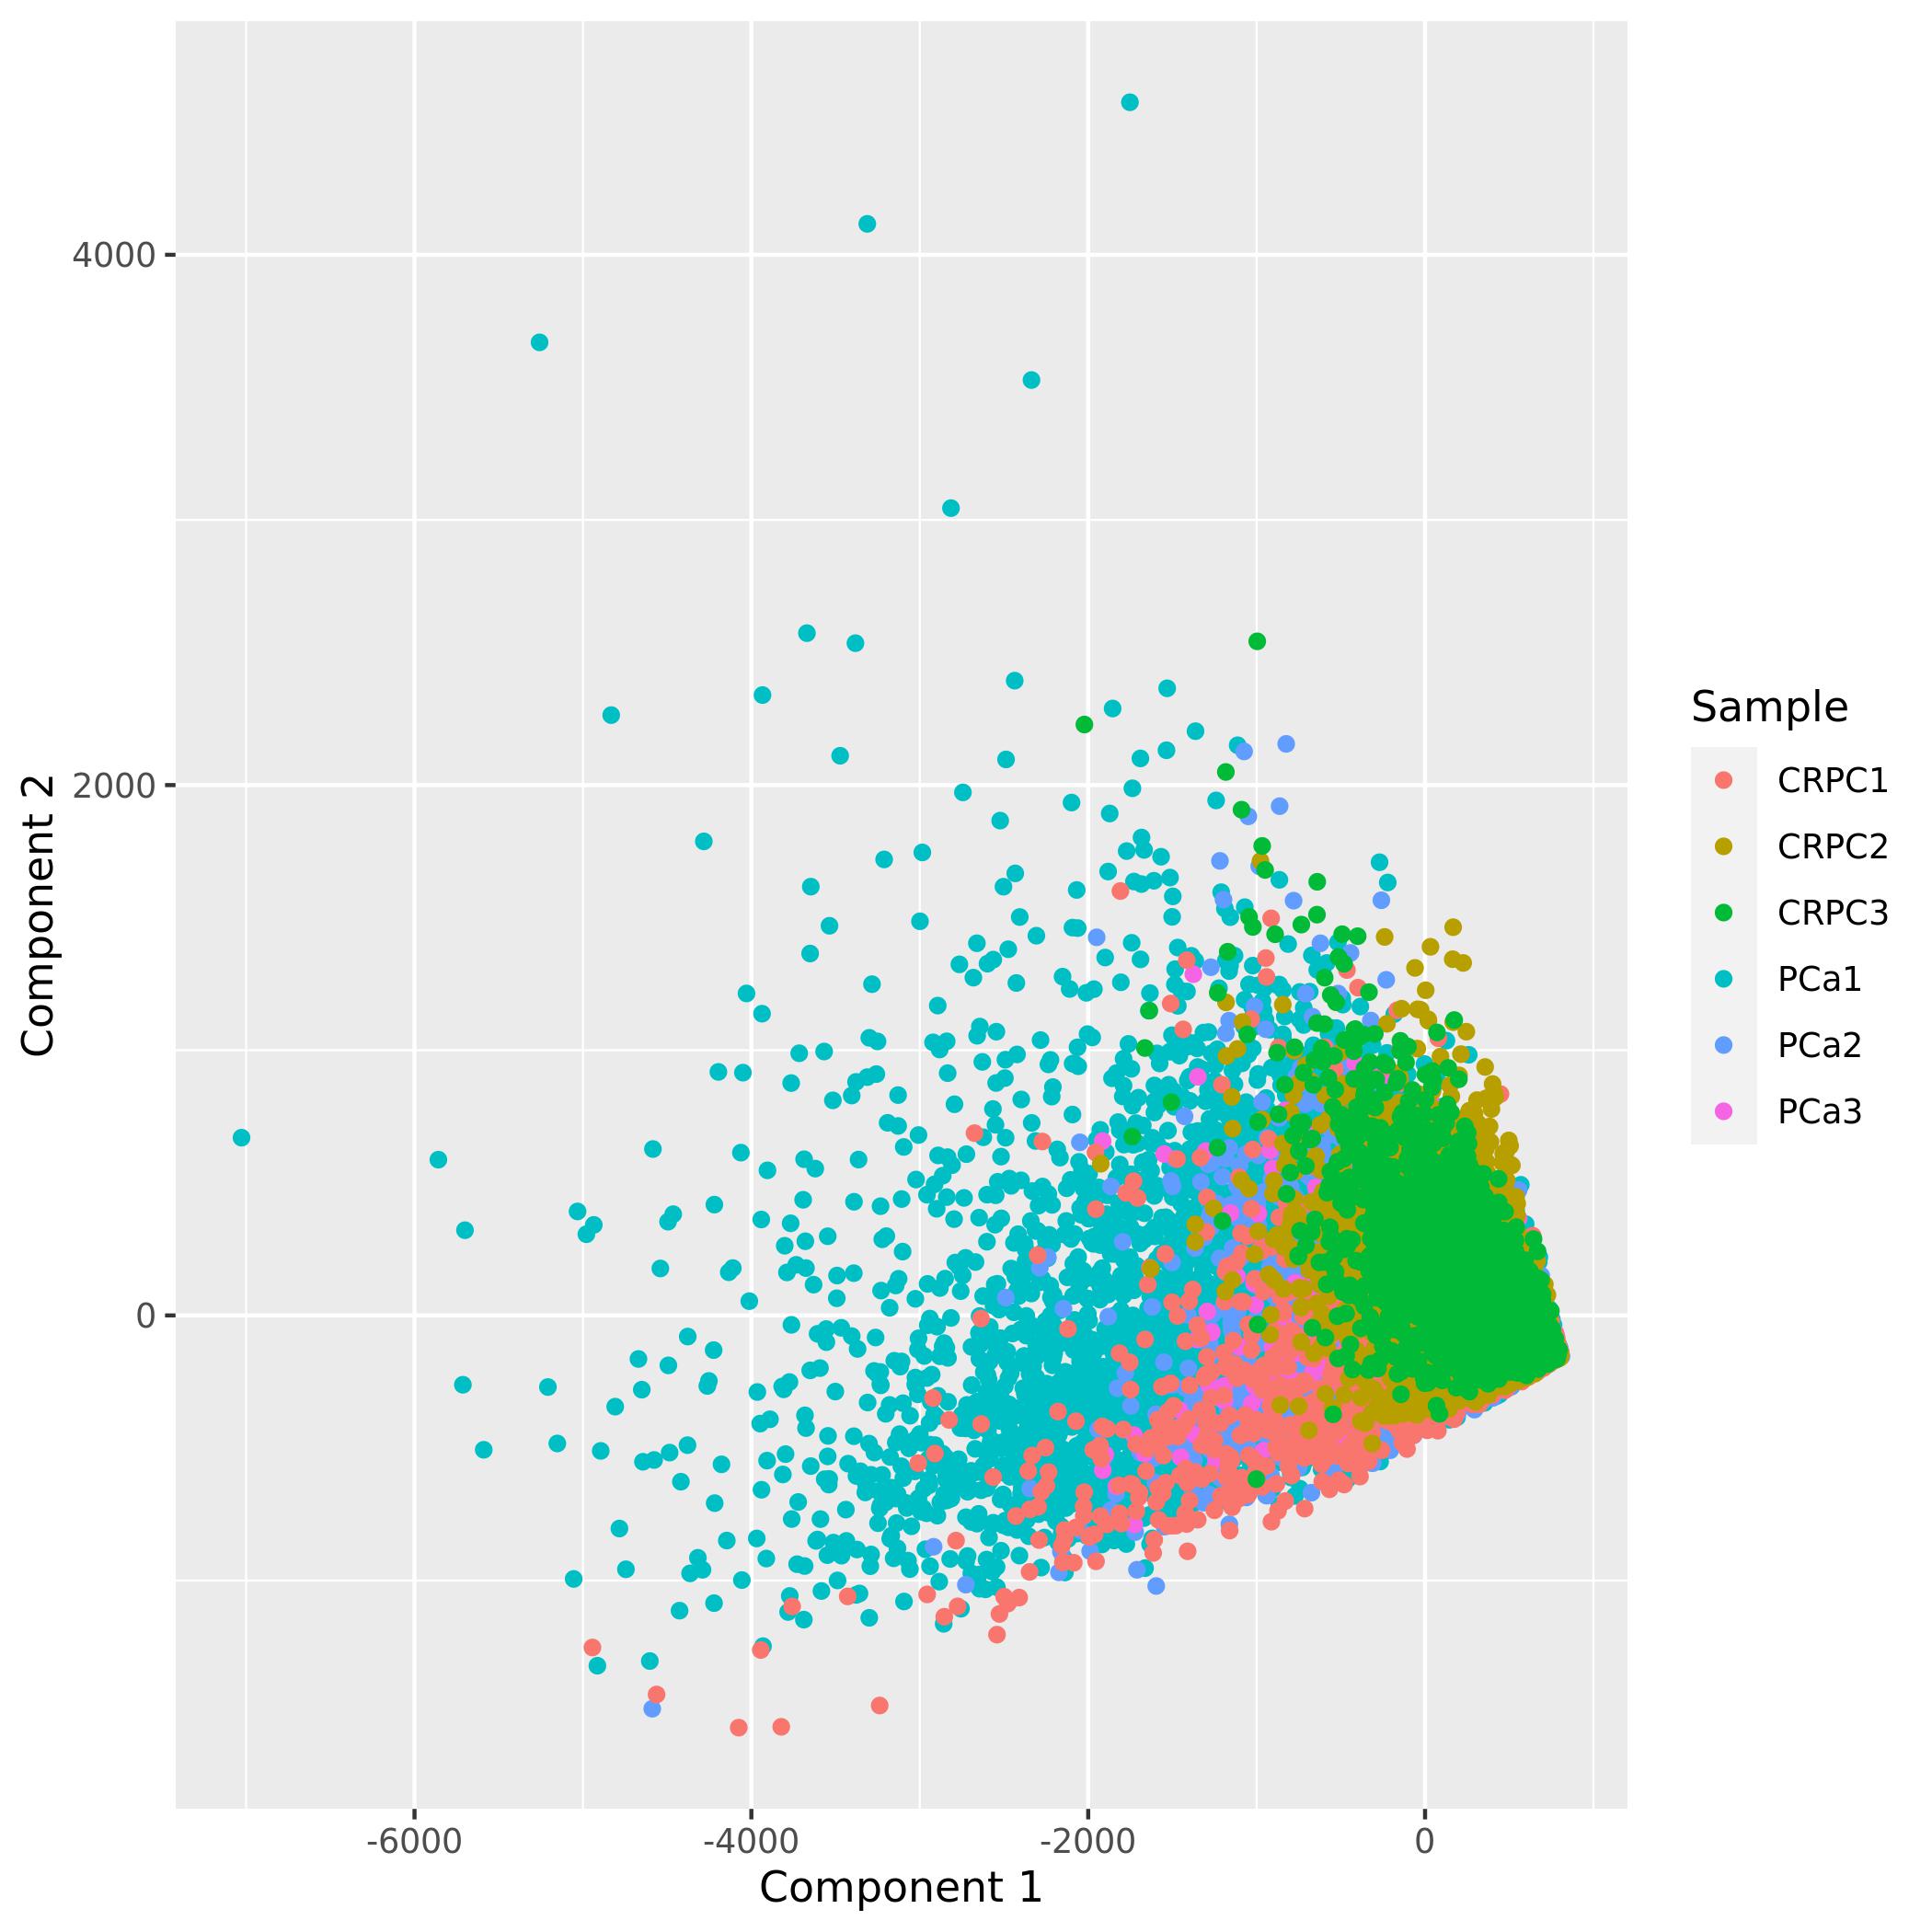 4000
2000
0
Component 2
-6000
-4000
-2000
0
Component 1
Sample
CRPC1
CRPC2
CRPC3
PCa1
PCa2
PCa3